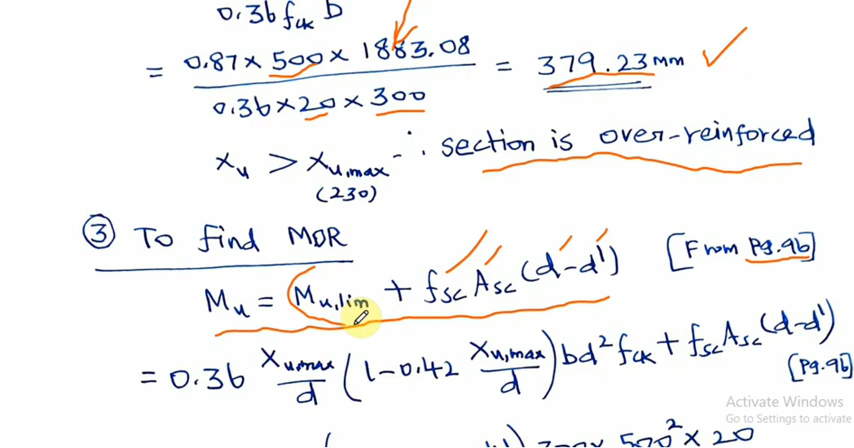 0.36 fck b
= 0.87 × 500 × 1883.08 / 0.36 × 20 × 300 = 379.23 mm ✓
xu > xu,max ∴ section is over-reinforced
(230)
③ To find MOR
Mu = Mu,lim + fsc Asc (d-d') [From Pg.96]
= 0.36 xu,max/d (1-0.42 xu,max/d) bd² fck + fsc Asc (d-d')
[Pg.96]
Activate Windows
Go to Settings to activate
500² × 20